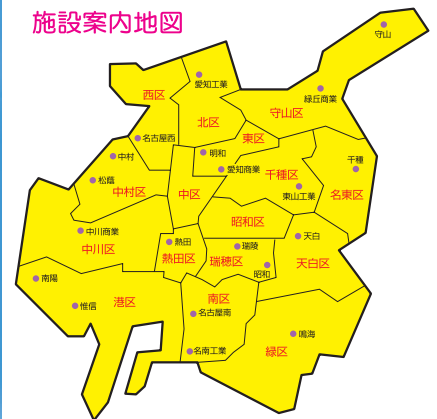 施設案内地図
守山
愛知工業
緑丘商業
西区
守山区
北区
名古屋西
東区
明和
中村
愛知商業
千種
千種区
松蔭
東山工業
中村区
中区
名東区
昭和区
中川商業
天白
熱田
瑞陵
中川区
熱田区
瑞穂区
天白区
昭和
南陽
港区
南区
惟信
名古屋南
鳴海
名南工業
緑区